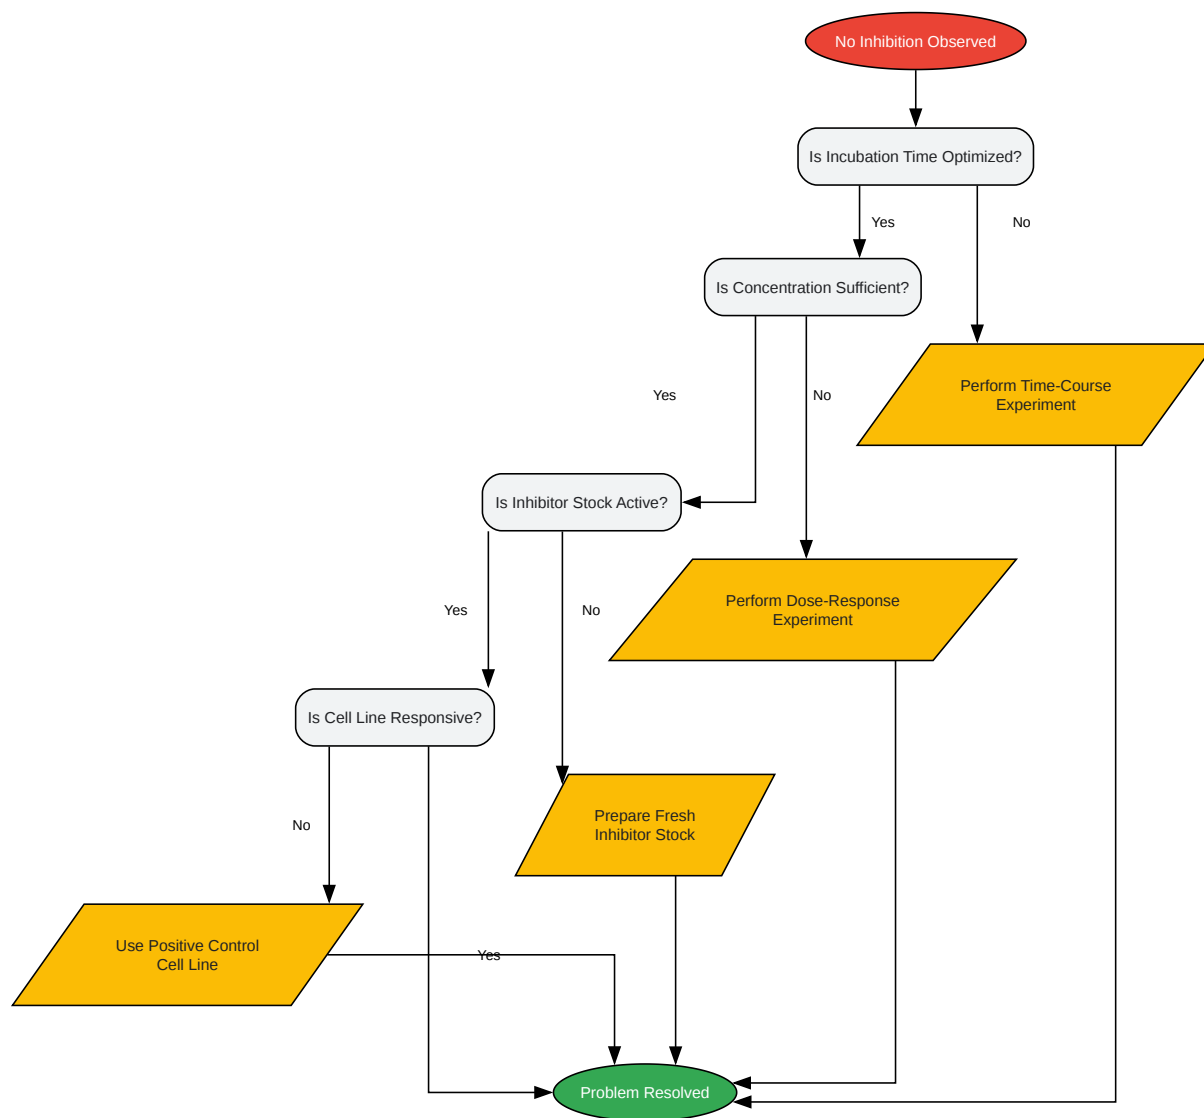 No Inhibition Observed
Is Incubation Time Optimized?
Yes
No
Is Concentration Sufficient?
Perform Time-Course
Experiment
Yes
No
Is Inhibitor Stock Active?
Perform Dose-Response
Experiment
Yes
No
Is Cell Line Responsive?
Prepare Fresh
Inhibitor Stock
No
Use Positive Control
Cell Line
Yes
Problem Resolved